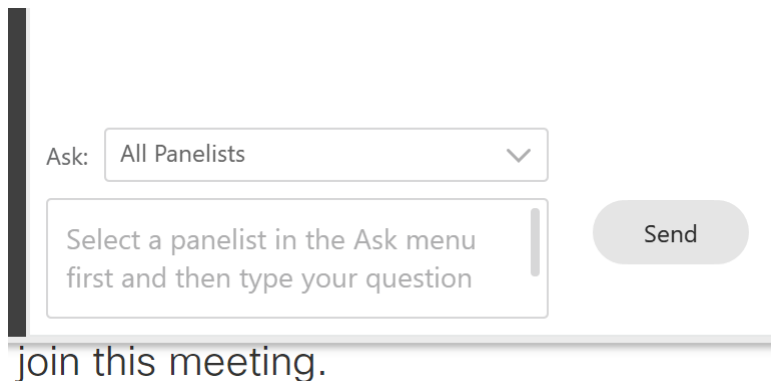 Ask: All Panelists
Select a panelist in the Ask menu
first and then type your question
Send
join this meeting.